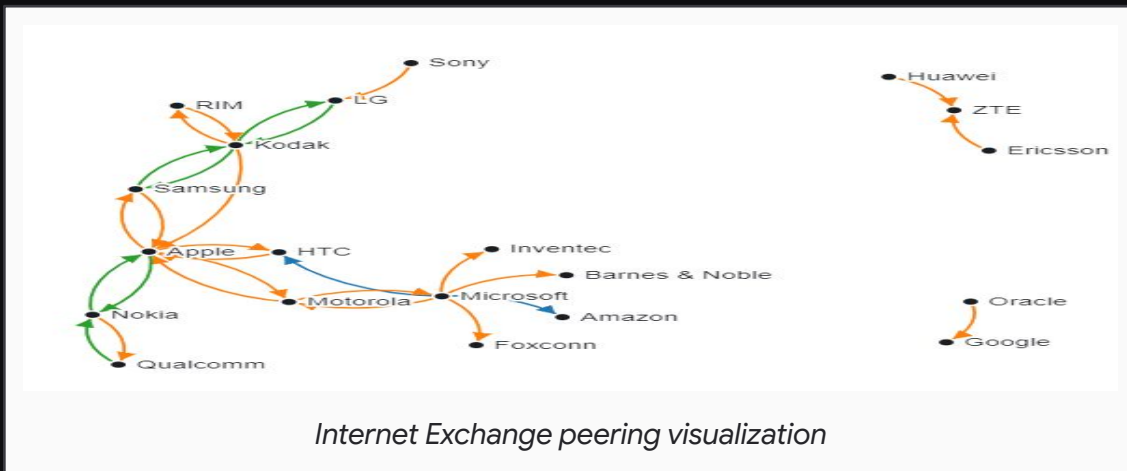 Sony
Huawei
LG
RIM
ZTE
Kodak
Ericsson
Samsung
Apple
HTC
Inventec
Barnes & Noble
Microsoft
Motorola
Oracle
Nokia
Amazon
Foxconn
Google
Qualcomm
Internet Exchange peering visualization